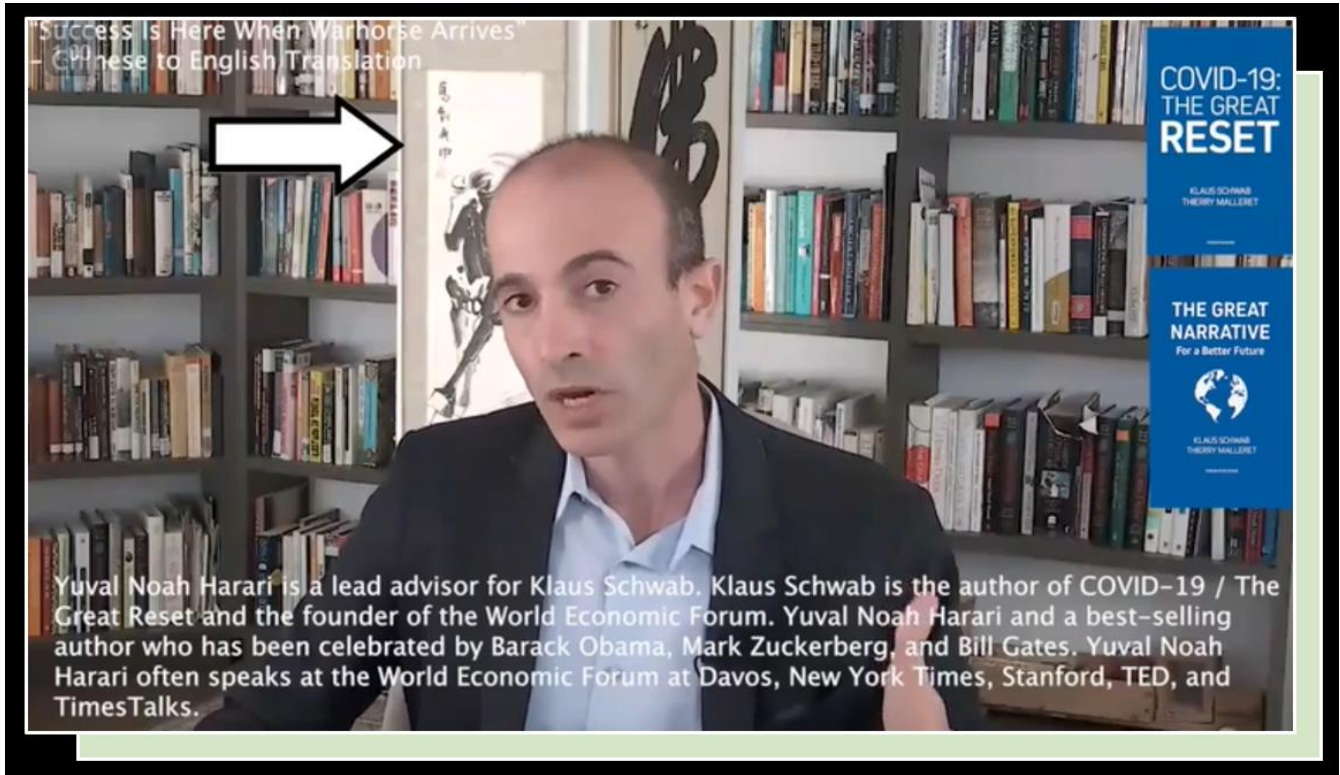 "Success Is Here When Warhorse Arrives"
- Chinese to English Translation
馬到成功
佛
COVID-19:
THE GREAT
RESET
KLAUS SCHWAB
THIERRY MALLERET
THE GREAT
NARRATIVE
For a Better Future
KLAUS SCHWAB
THIERRY MALLERET
Yuval Noah Harari is a lead advisor for Klaus Schwab. Klaus Schwab is the author of COVID-19 / The
Great Reset and the founder of the World Economic Forum. Yuval Noah Harari and a best-selling
author who has been celebrated by Barack Obama, Mark Zuckerberg, and Bill Gates. Yuval Noah
Harari often speaks at the World Economic Forum at Davos, New York Times, Stanford, TED, and
TimesTalks.